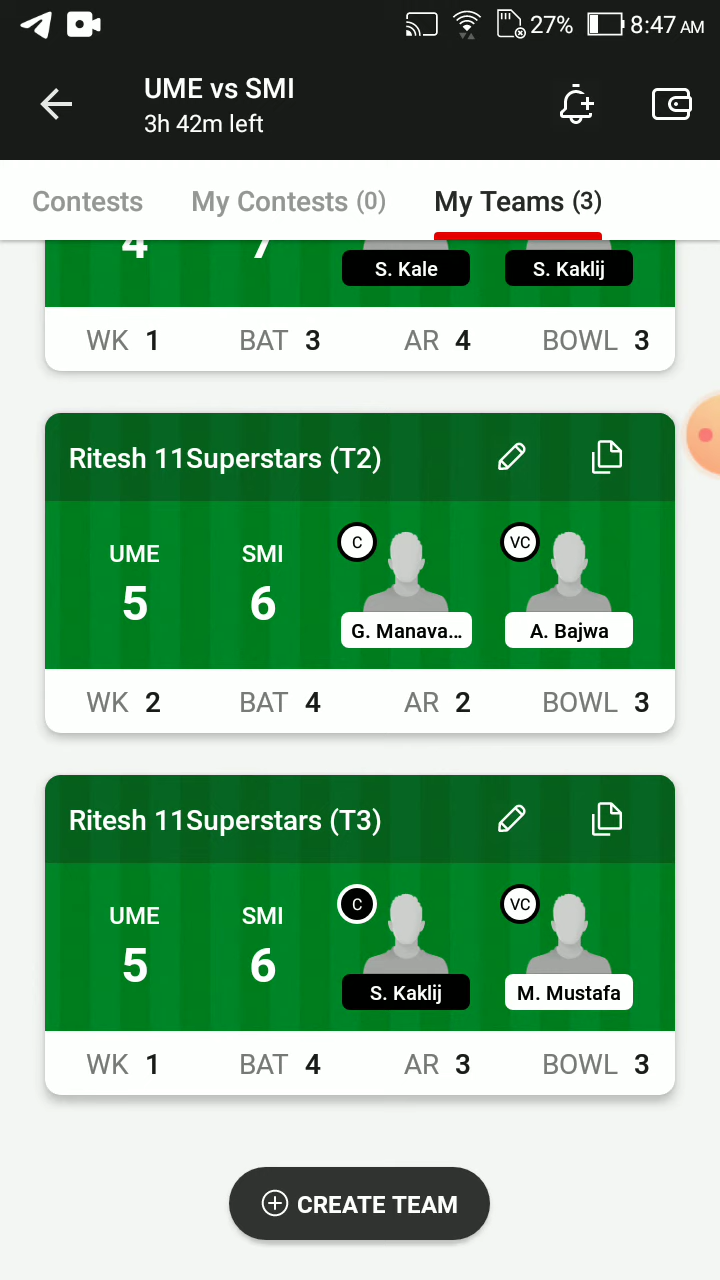 27% 8:47 AM
UME vs SMI
3h 42m left
Contests My Contests (0) My Teams (3)
4 7
S. Kale S. Kaklij
WK 1 BAT 3 AR 4 BOWL 3
Ritesh 11Superstars (T2)
C VC
UME SMI
5 6
G. Manava... A. Bajwa
WK 2 BAT 4 AR 2 BOWL 3
Ritesh 11Superstars (T3)
C VC
UME SMI
5 6
S. Kaklij M. Mustafa
WK 1 BAT 4 AR 3 BOWL 3
CREATE TEAM